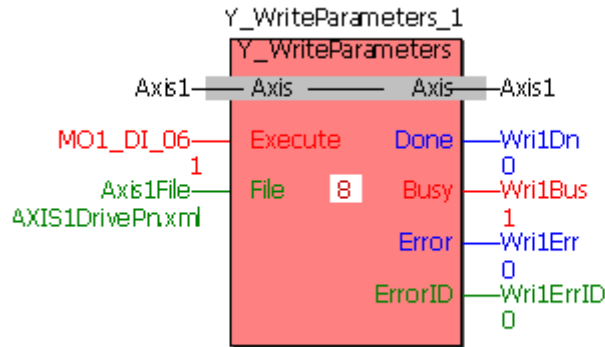 Y_WriteParameters_1
Y_WriteParameters
Axis1 Axis Axis Axis1
MO1_DI_06 Execute Done Wri1Dn
1 0
Axis1File File 8 Busy Wri1Bus
AXIS1DrivePn.xml 1
Error Wri1Err
0
ErrorID Wri1ErrID
0